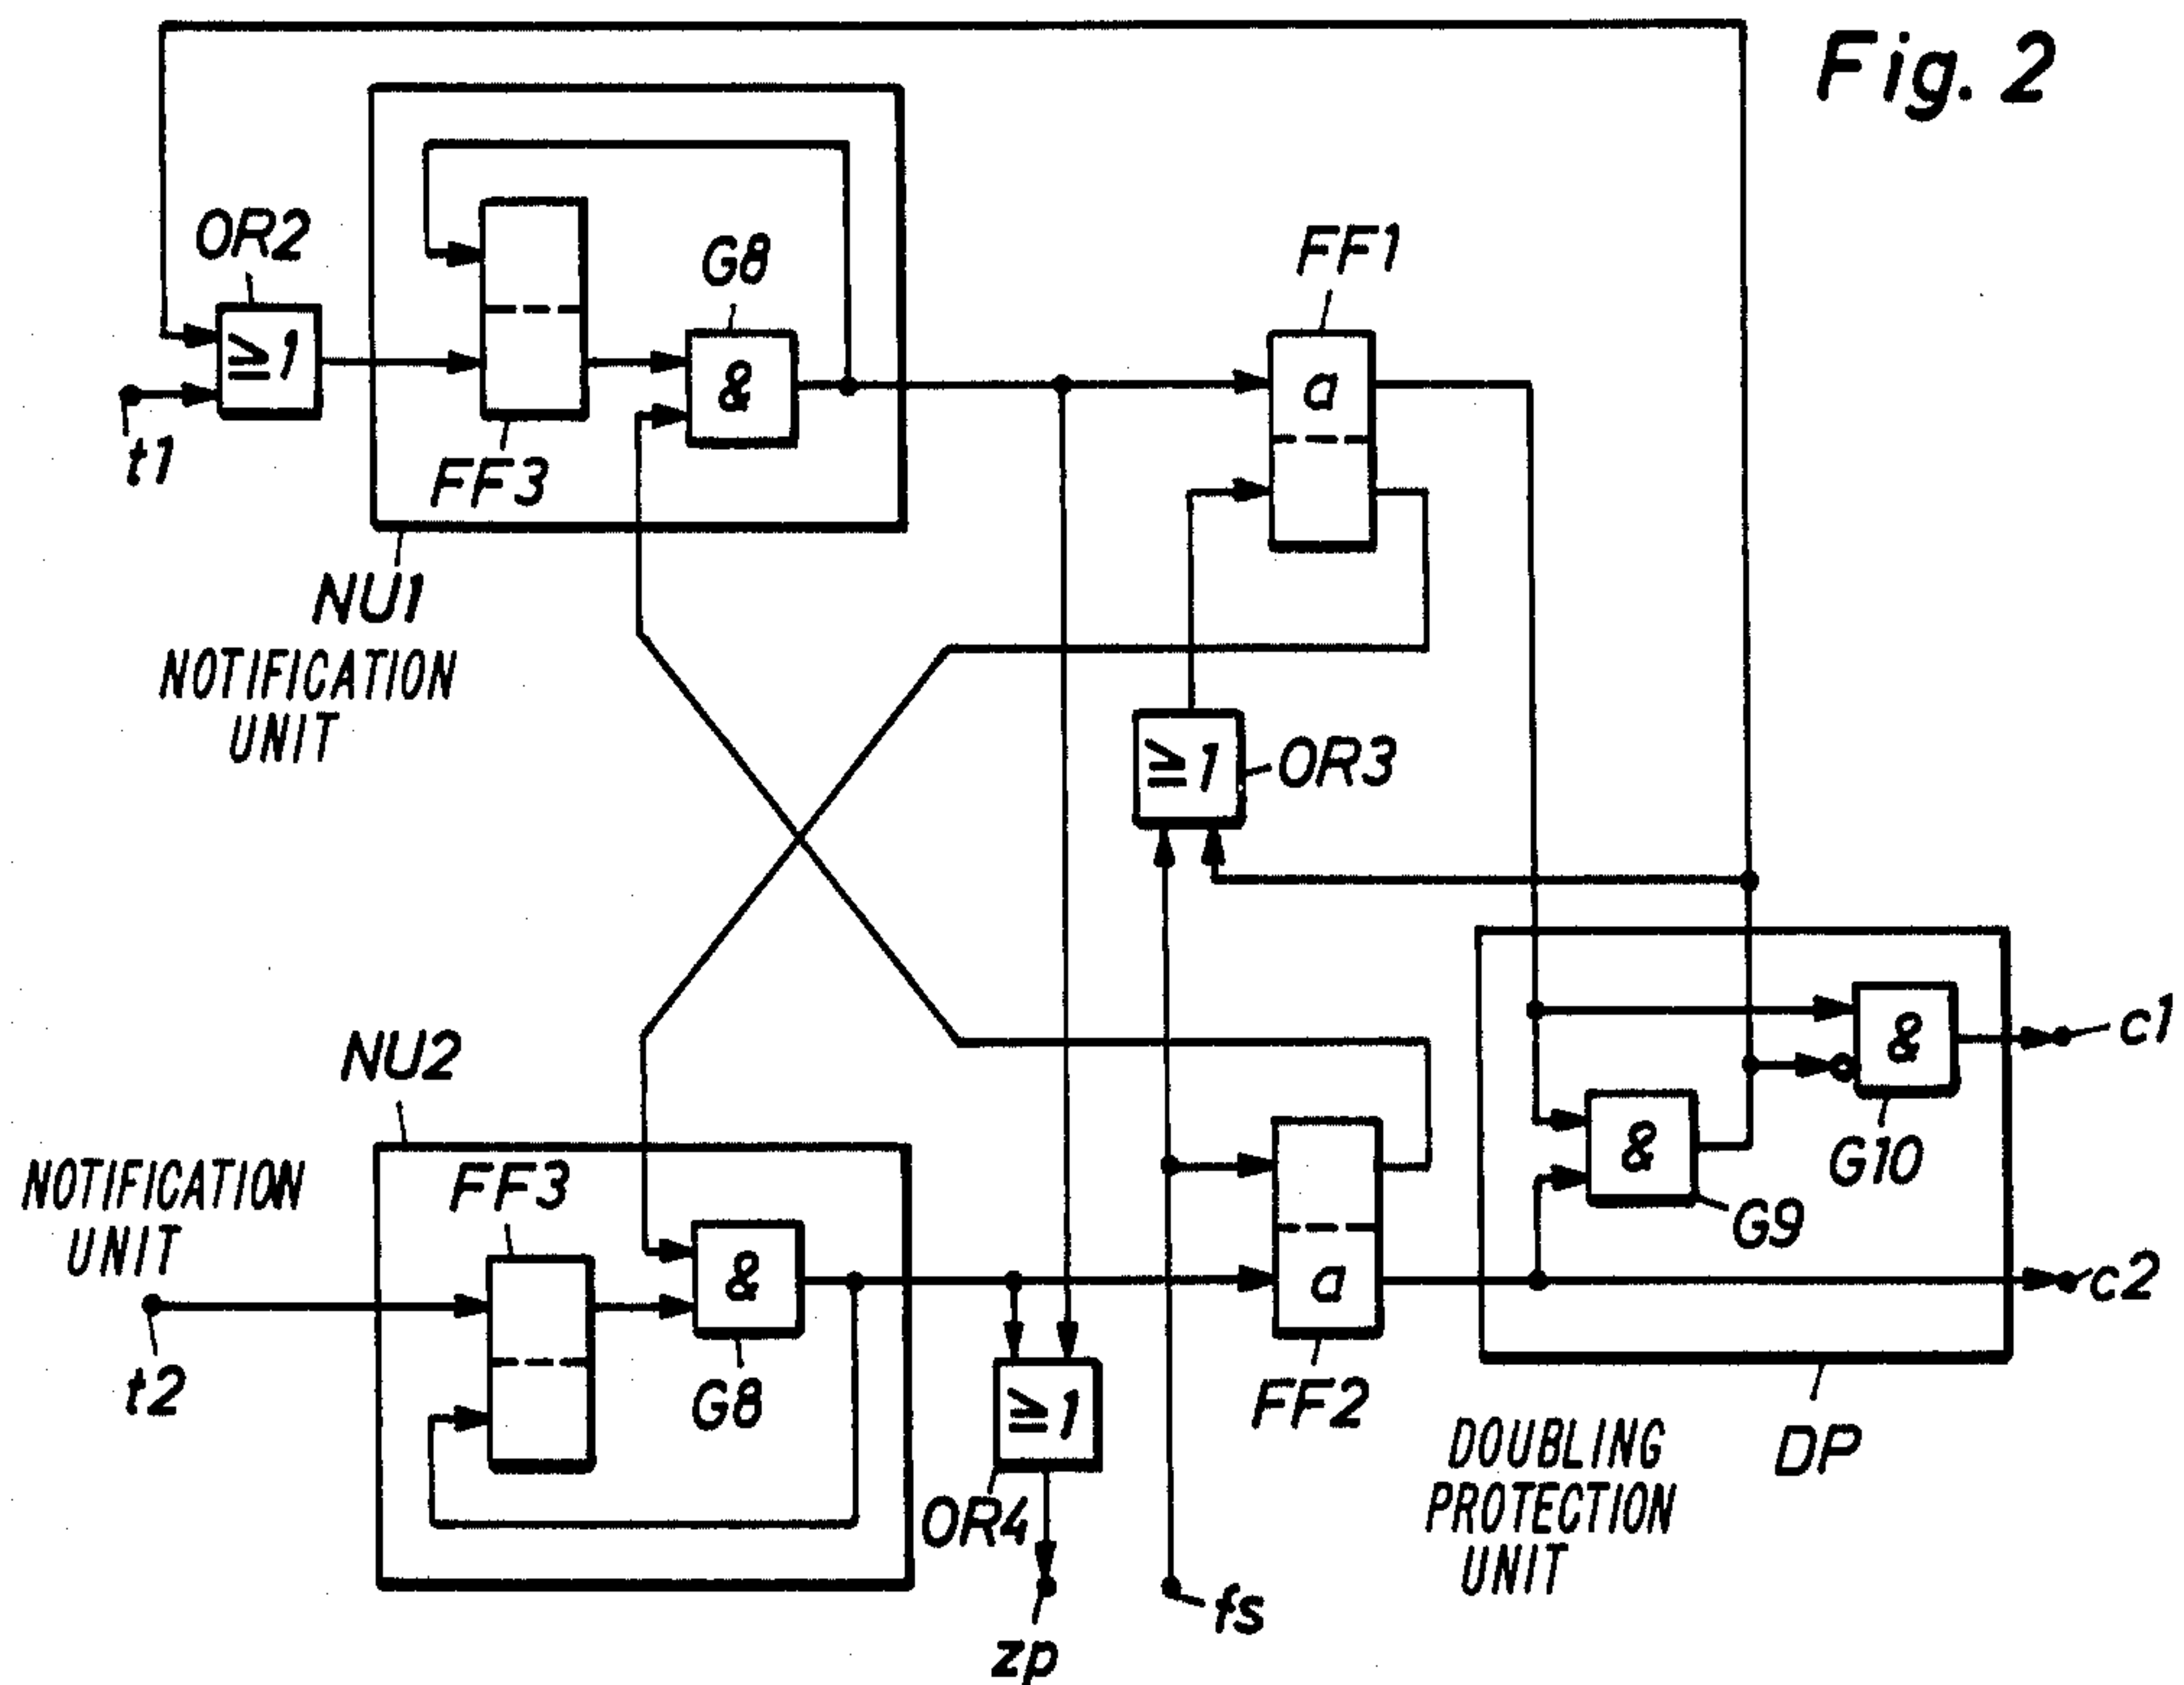 Fig. 2
OR2
≥1
t1
G8
&
FF3
NU1
NOTIFICATION
UNIT
FF1
a
≥1
OR3
NU2
NOTIFICATION
UNIT
FF3
&
G8
t2
≥1
OR4
zp
fs
a
FF2
&
G10
c1
&
G9
c2
DOUBLING
PROTECTION
UNIT
DP